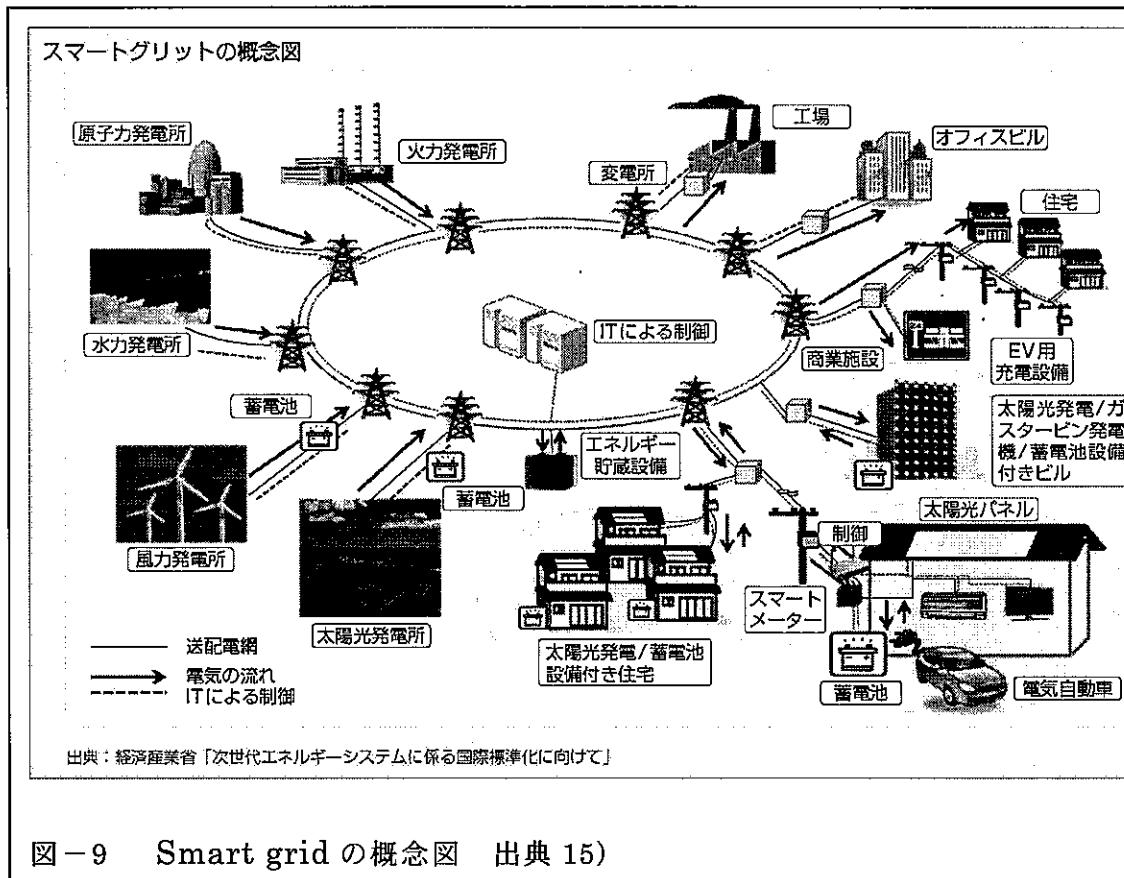 スマートグリットの概念図
原子力発電所
火力発電所
工場
オフィスビル
変電所
住宅
水力発電所
ITによる制御
商業施設
EV用
充電設備
蓄電池
エネルギー
貯蔵設備
太陽光発電/ガ
スタービン発電
機/蓄電池設備
付きビル
蓄電池
風力発電所
太陽光パネル
制御
スマート
メーター
太陽光発電所
太陽光発電/蓄電池
設備付き住宅
蓄電池
電気自動車
送配電網
電気の流れ
ITによる制御
出典:経済産業省「次世代エネルギーシステムに係る国際標準化に向けて」
図-9 Smart grid の概念図 出典 15)